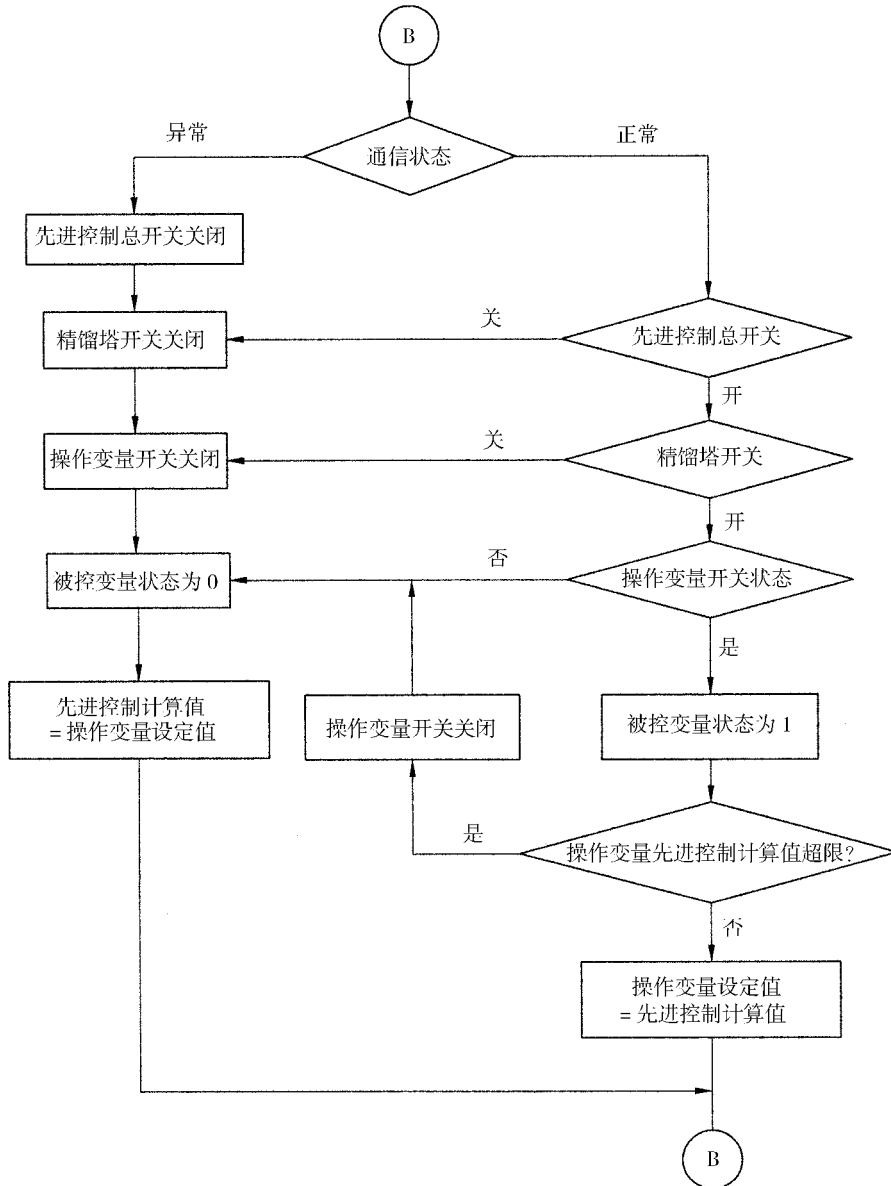 B
通信状态
异常
正常
先进控制总开关关闭
精馏塔开关关闭
关
先进控制总开关
开
操作变量开关关闭
关
精馏塔开关
开
被控变量状态为0
否
操作变量开关状态
是
先进控制计算值
=操作变量设定值
操作变量开关关闭
被控变量状态为1
是
操作变量先进控制计算值超限?
否
操作变量设定值
=先进控制计算值
B